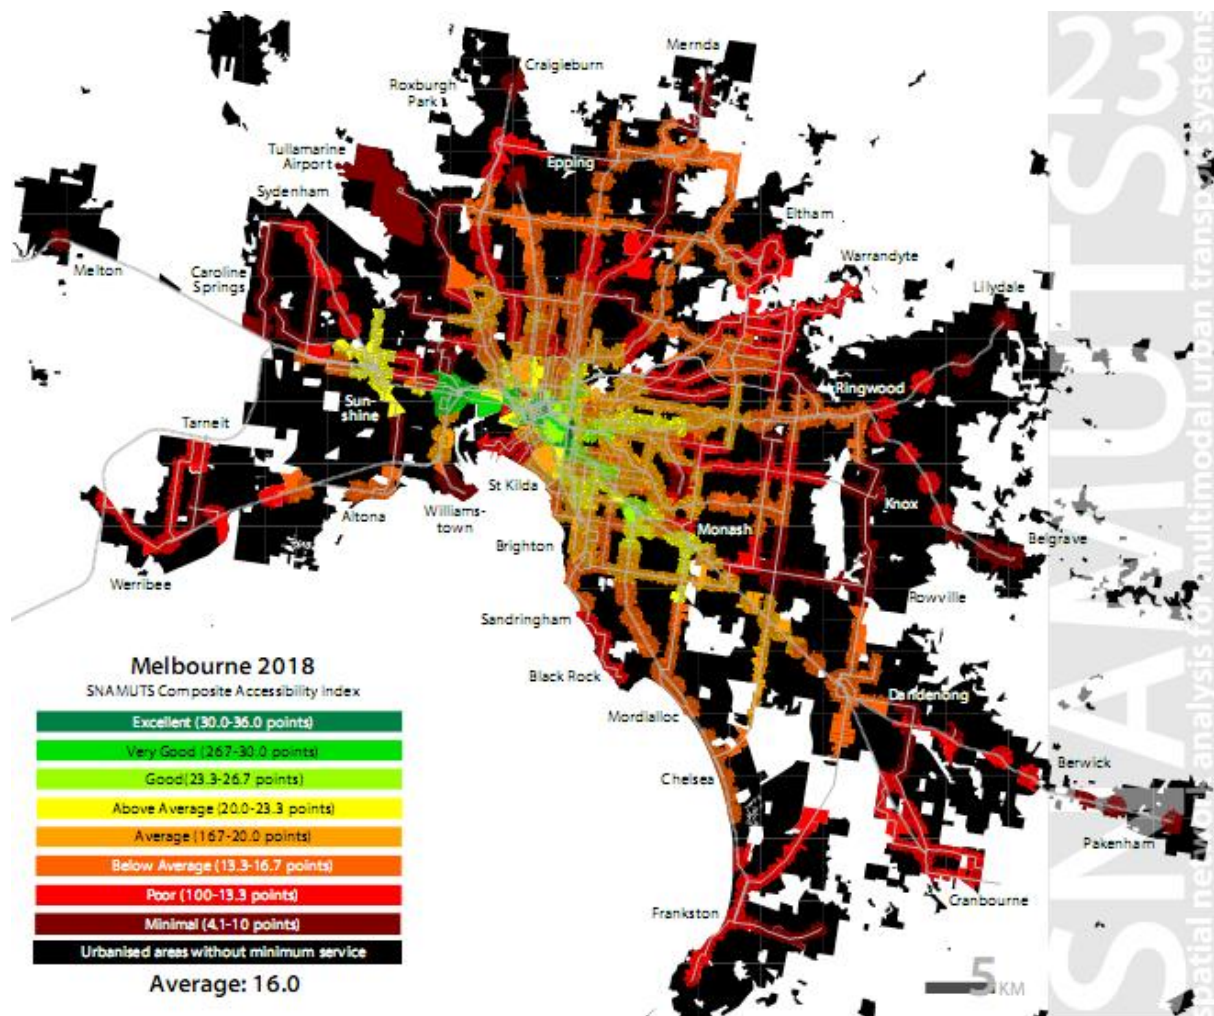 Mernda
Craigieburn
Roxburgh
Park
Tullamarine
Airport
Epping
Sydenham
Eltham
Warrandyte
Melton
Caroline
Springs
Lilydale
Ringwood
Sun-
shine
Tarneit
St Kilda
Knox
Altona
Williams-
town
Monash
Belgrave
Brighton
Werribee
Rowville
Sandringham
Melbourne 2018
SNAMUTS Composite Accessibility Index
Black Rock
Dandenong
Mordialloc
Excellent (30.0-36.0 points)
Very Good (267-30.0 points)
Good(23.3-26.7 points)
Above Average (20.0-23.3 points)
Average (167-20.0 points)
Below Average (13.3-16.7 points)
Poor (100-13.3 points)
Minimal (4.1-10 points)
Urbanised areas without minimum service
Average: 16.0
Chelsea
Berwick
Pakenham
Cranbourne
Frankston
5 KM
SNAMUTS 23
spatial network analysis for multimodal urban transport systems